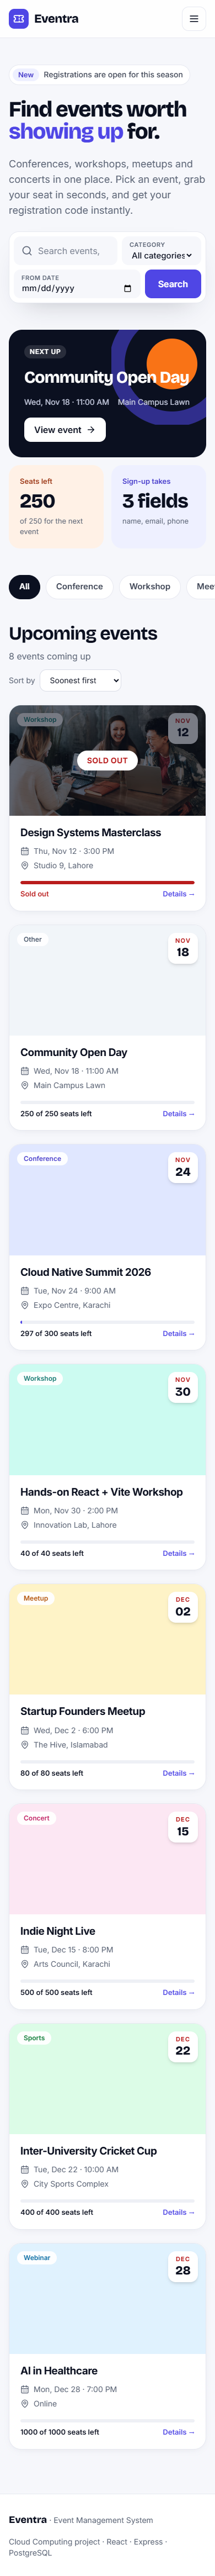 Eventra
New Registrations are open for this season
Find events worth
showing up for.
Conferences, workshops, meetups and
concerts in one place. Pick an event, grab
your seat in seconds, and get your
registration code instantly.
Search events,
CATEGORY
All categories
FROM DATE
mm/dd/yyyy
Search
NEXT UP
Community Open Day
Wed, Nov 18 · 11:00 AM Main Campus Lawn
View event →
Seats left
250
of 250 for the next
event
Sign-up takes
3 fields
name, email, phone
All Conference Workshop Mee
Upcoming events
8 events coming up
Sort by Soonest first
Workshop
NOV
12
SOLD OUT
Design Systems Masterclass
Thu, Nov 12 · 3:00 PM
Studio 9, Lahore
Sold out Details →
Other
NOV
18
Community Open Day
Wed, Nov 18 · 11:00 AM
Main Campus Lawn
250 of 250 seats left Details →
Conference
NOV
24
Cloud Native Summit 2026
Tue, Nov 24 · 9:00 AM
Expo Centre, Karachi
297 of 300 seats left Details →
Workshop
NOV
30
Hands-on React + Vite Workshop
Mon, Nov 30 · 2:00 PM
Innovation Lab, Lahore
40 of 40 seats left Details →
Meetup
DEC
02
Startup Founders Meetup
Wed, Dec 2 · 6:00 PM
The Hive, Islamabad
80 of 80 seats left Details →
Concert
DEC
15
Indie Night Live
Tue, Dec 15 · 8:00 PM
Arts Council, Karachi
500 of 500 seats left Details →
Sports
DEC
22
Inter-University Cricket Cup
Tue, Dec 22 · 10:00 AM
City Sports Complex
400 of 400 seats left Details →
Webinar
DEC
28
AI in Healthcare
Mon, Dec 28 · 7:00 PM
Online
1000 of 1000 seats left Details →
Eventra · Event Management System
Cloud Computing project · React · Express ·
PostgreSQL